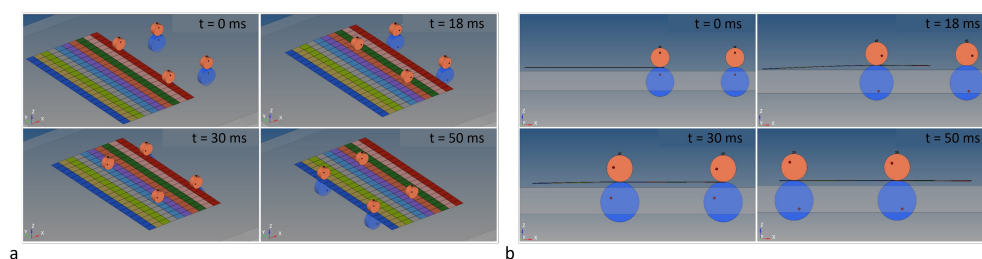 t = 0 ms
t = 18 ms
t = 30 ms
t = 50 ms
a
t = 0 ms
t = 18 ms
t = 30 ms
t = 50 ms
b